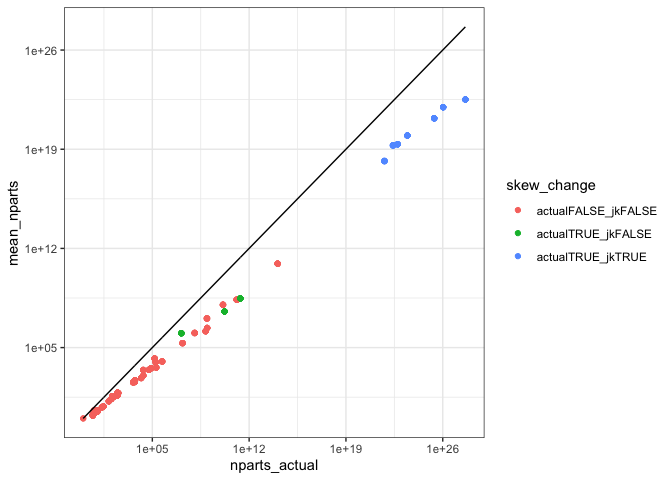 1e+26
1e+19
1e+12
1e+05
mean_nparts
1e+05 1e+12 1e+19 1e+26
nparts_actual
skew_change
actualFALSE_jkFALSE
actualTRUE_jkFALSE
actualTRUE_jkTRUE